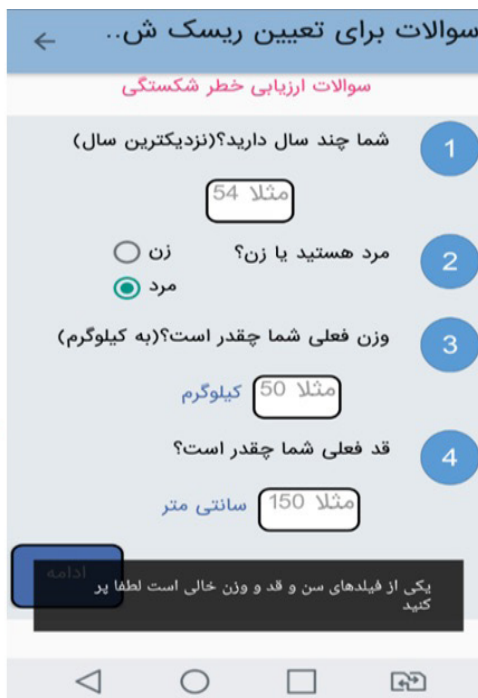 سوالات برای تعیین ریسک ش..
سوالات ارزیابی خطر شکستگی
1
شما چند سال دارید؟(نزدیکترین سال)
مثلا 54
2
مرد هستید یا زن؟
زن
مرد
3
وزن فعلی شما چقدر است؟(به کیلوگرم)
مثلا 50 کیلوگرم
4
قد فعلی شما چقدر است؟
مثلا 150 سانتی متر
ادامه
یکی از فیلدهای سن و قد و وزن خالی است لطفا پر
کنید